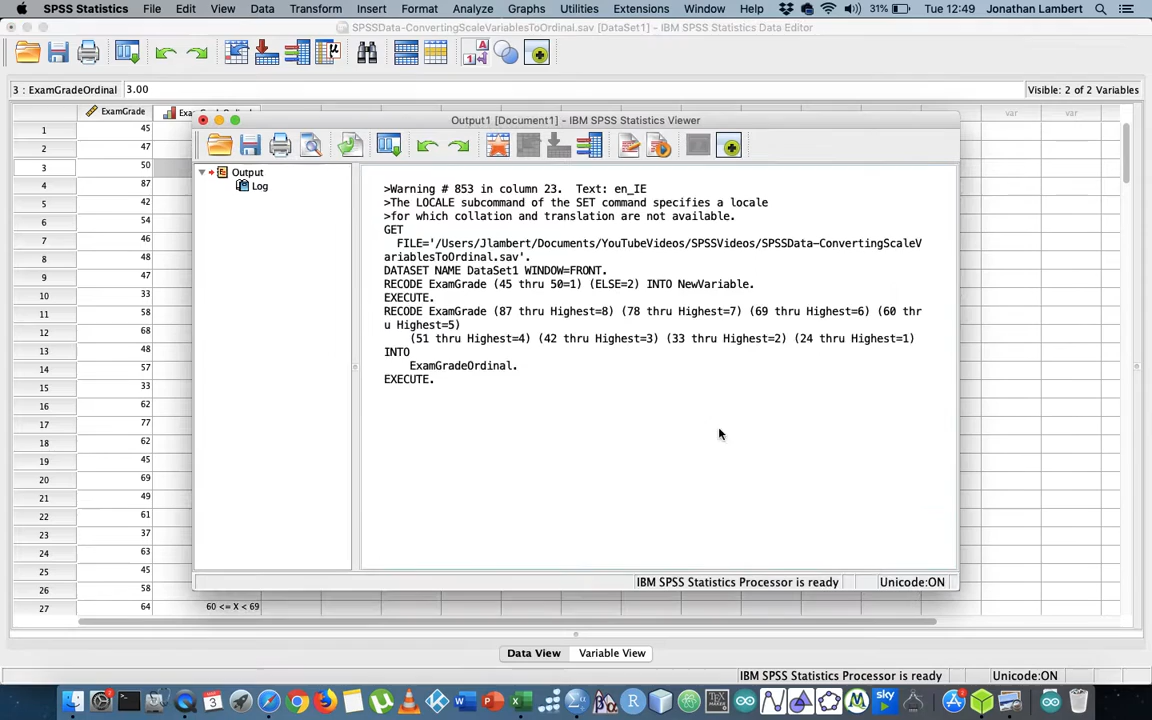 SPSS Statistics File Edit View Data Transform Insert Format Analyze Graphs Utilities Extensions Window Help 31% Tue 12:49 Jonathan Lambert
SPSSData-ConvertingScaleVariablesToOrdinal.sav [DataSet1] - IBM SPSS Statistics Data Editor
3 : ExamGradeOrdinal 3.00 Visible: 2 of 2 Variables
ExamGrade var var
Output1 [Document1] - IBM SPSS Statistics Viewer
1 45
2 47
3 50
4 87
5 42
6 54
7 46
8 48
9 47
10 33
11 58
12 68
13 48
14 57
15 33
16 62
17 77
18 62
19 45
20 69
21 49
22 61
23 37
24 63
25 45
26 58
27 64 60 <= X < 69
Output
Log
>Warning # 853 in column 23. Text: en_IE
>The LOCALE subcommand of the SET command specifies a locale
>for which collation and translation are not available.
GET
FILE='/Users/Jlambert/Documents/YouTubeVideos/SPSSVideos/SPSSData-ConvertingScaleV
ariablesToOrdinal.sav'.
DATASET NAME DataSet1 WINDOW=FRONT.
RECODE ExamGrade (45 thru 50=1) (ELSE=2) INTO NewVariable.
EXECUTE.
RECODE ExamGrade (87 thru Highest=8) (78 thru Highest=7) (69 thru Highest=6) (60 thr
u Highest=5)
(51 thru Highest=4) (42 thru Highest=3) (33 thru Highest=2) (24 thru Highest=1)
INTO
ExamGradeOrdinal.
EXECUTE.
IBM SPSS Statistics Processor is ready Unicode:ON
Data View Variable View
IBM SPSS Statistics Processor is ready Unicode:ON